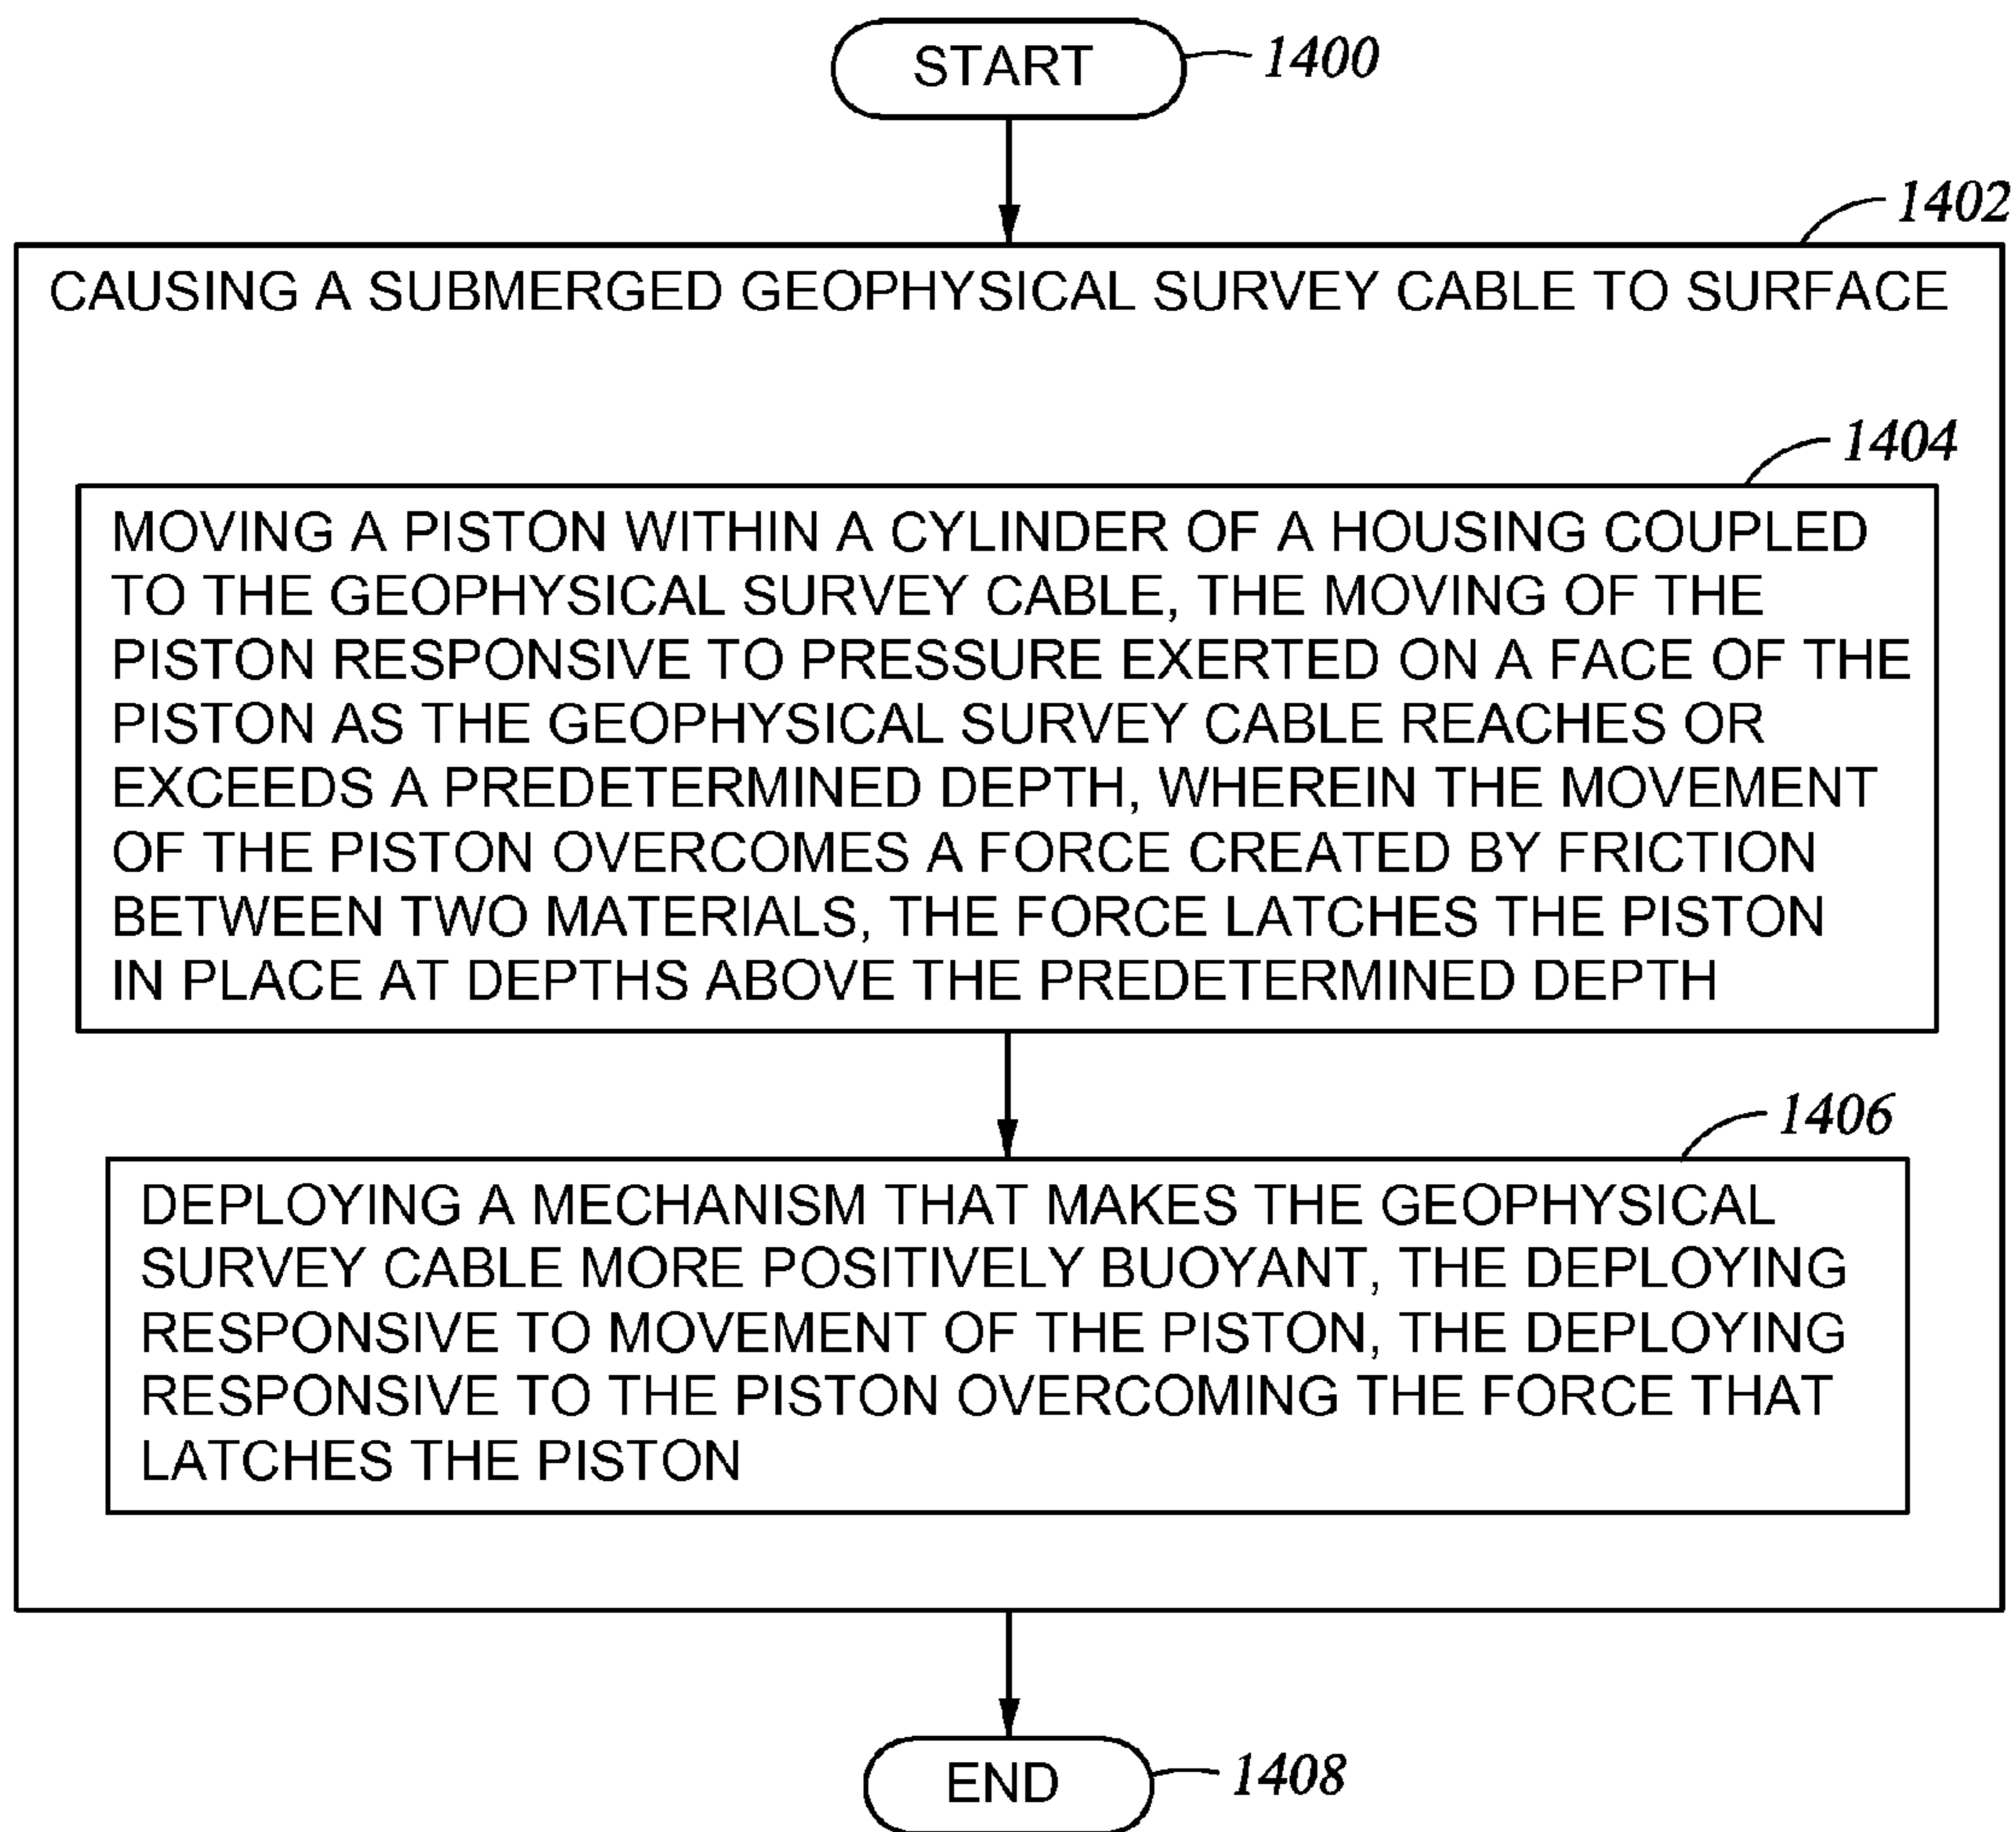 START
1400
1402
CAUSING A SUBMERGED GEOPHYSICAL SURVEY CABLE TO SURFACE
1404
MOVING A PISTON WITHIN A CYLINDER OF A HOUSING COUPLED
TO THE GEOPHYSICAL SURVEY CABLE, THE MOVING OF THE
PISTON RESPONSIVE TO PRESSURE EXERTED ON A FACE OF THE
PISTON AS THE GEOPHYSICAL SURVEY CABLE REACHES OR
EXCEEDS A PREDETERMINED DEPTH, WHEREIN THE MOVEMENT
OF THE PISTON OVERCOMES A FORCE CREATED BY FRICTION
BETWEEN TWO MATERIALS, THE FORCE LATCHES THE PISTON
IN PLACE AT DEPTHS ABOVE THE PREDETERMINED DEPTH
1406
DEPLOYING A MECHANISM THAT MAKES THE GEOPHYSICAL
SURVEY CABLE MORE POSITIVELY BUOYANT, THE DEPLOYING
RESPONSIVE TO MOVEMENT OF THE PISTON, THE DEPLOYING
RESPONSIVE TO THE PISTON OVERCOMING THE FORCE THAT
LATCHES THE PISTON
END
1408